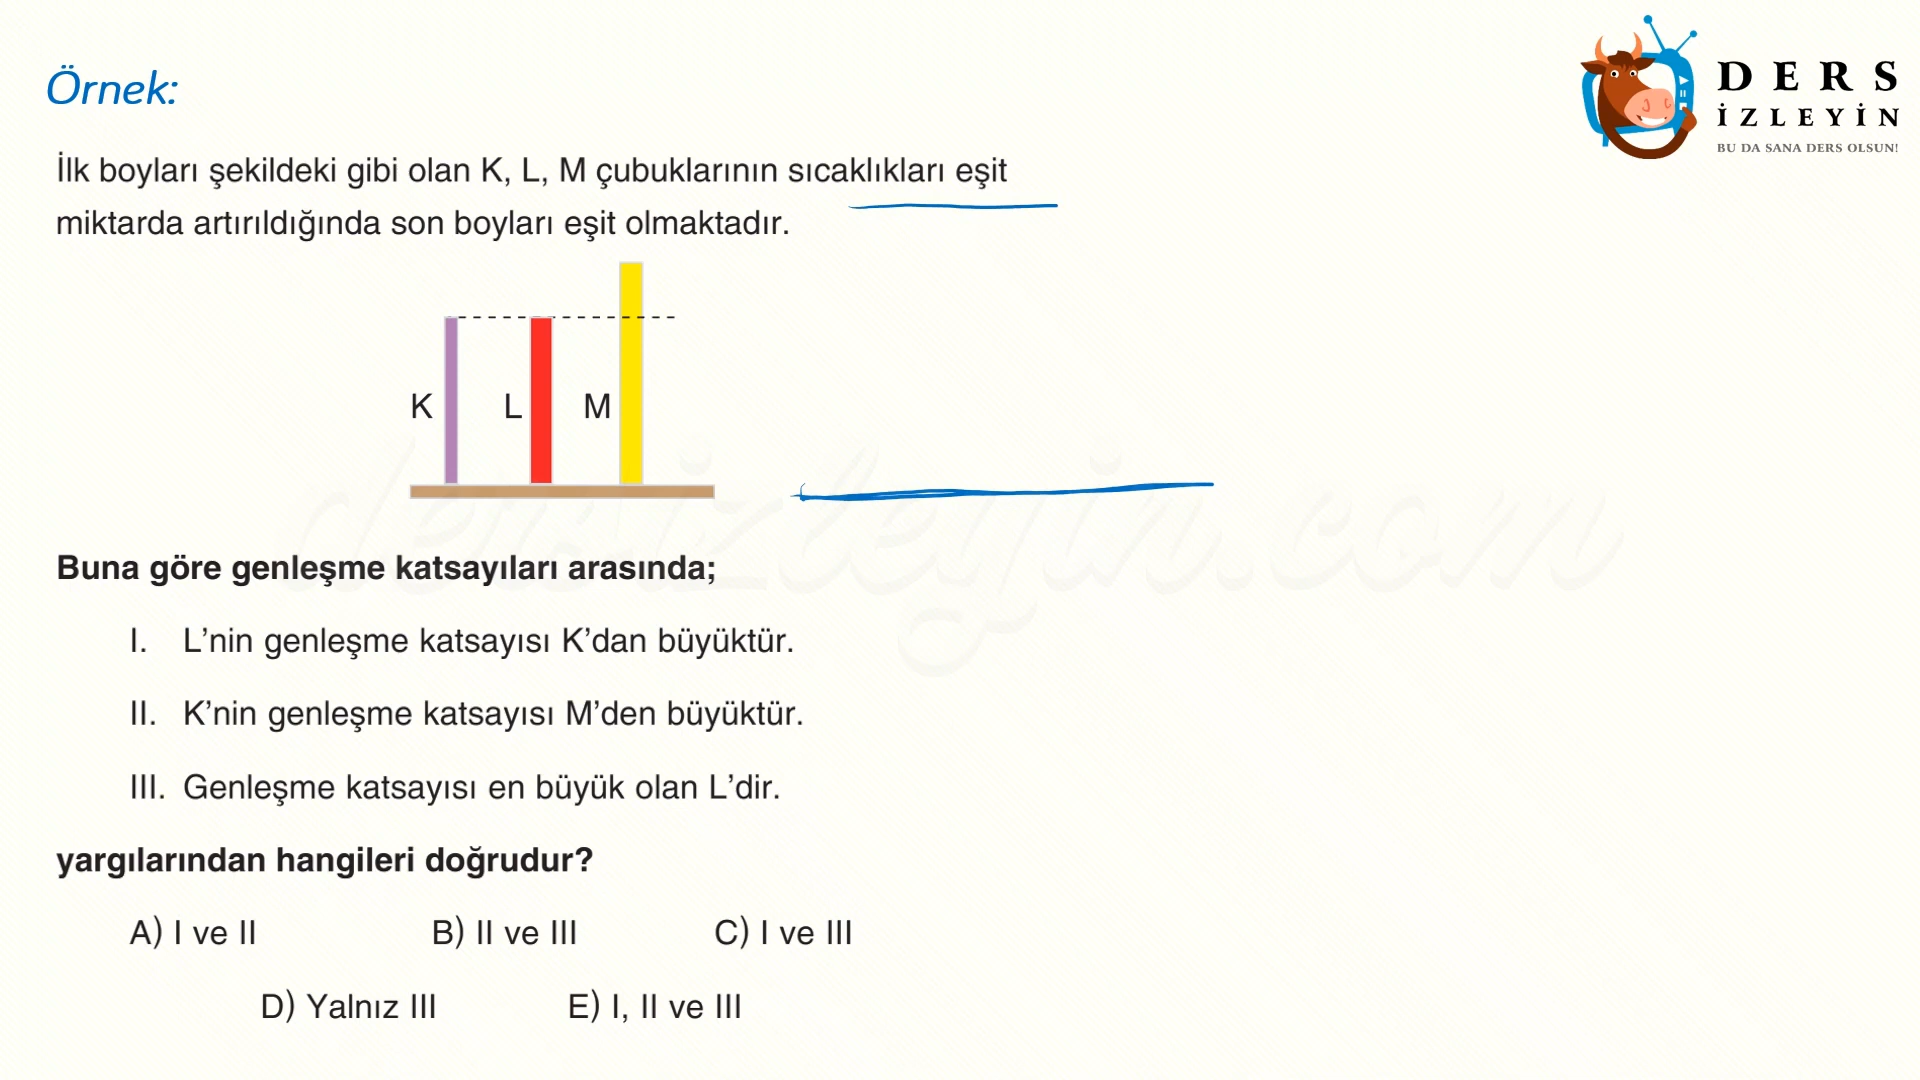 Örnek:
DERS
İZLEYİN
BU DA SANA DERS OLSUN!
İlk boyları şekildeki gibi olan K, L, M çubuklarının sıcaklıkları eşit
miktarda artırıldığında son boyları eşit olmaktadır.
K L M
dersizleyin.com
Buna göre genleşme katsayıları arasında;
I. L’nin genleşme katsayısı K’dan büyüktür.
II. K’nin genleşme katsayısı M’den büyüktür.
III. Genleşme katsayısı en büyük olan L’dir.
yargılarından hangileri doğrudur?
A) I ve II B) II ve III C) I ve III
D) Yalnız III E) I, II ve III